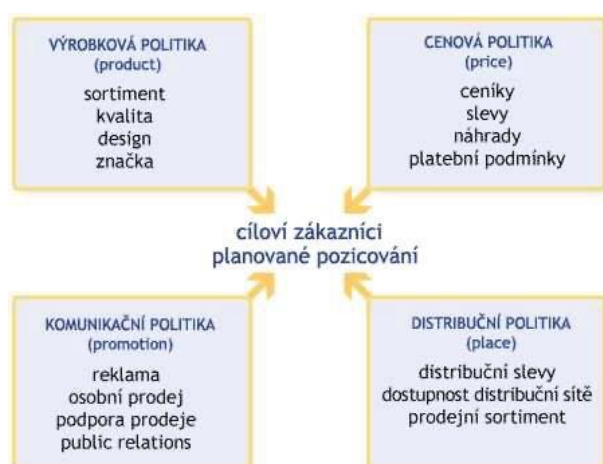 VÝROBKOVÁ POLITIKA
(product)
sortiment
kvalita
design
značka
CENOVÁ POLITIKA
(price)
ceníky
slevy
náhrady
platební podmínky
cíloví zákazníci
planované pozicování
KOMUNIKAČNÍ POLITIKA
(promotion)
reklama
osobní prodej
podpora prodeje
public relations
DISTRIBUČNÍ POLITIKA
(place)
distribuční slevy
dostupnost distribuční sítě
prodejní sortiment